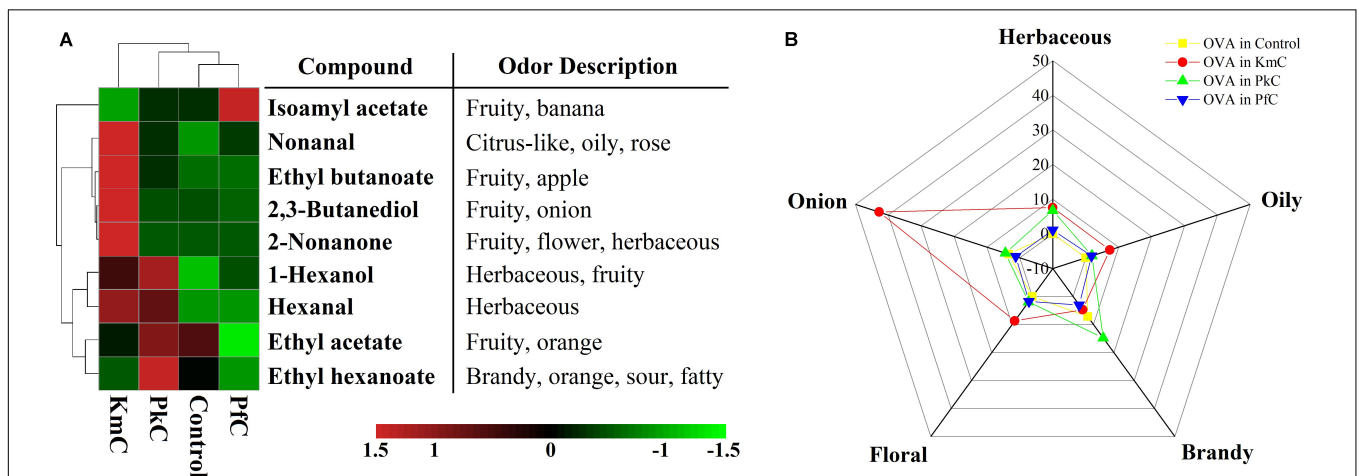 A
Compound Odor Description
Isoamyl acetate Fruity, banana
Nonanal Citrus-like, oily, rose
Ethyl butanoate Fruity, apple
2,3-Butanediol Fruity, onion
2-Nonanone Fruity, flower, herbaceous
1-Hexanol Herbaceous, fruity
Hexanal Herbaceous
Ethyl acetate Fruity, orange
Ethyl hexanoate Brandy, orange, sour, fatty
KmC PkC Control PfC
1.5 1 0 -1 -1.5
B
Herbaceous
50
40
30
20
10
0
-10
Onion
Oily
Floral
Brandy
OVA in Control
OVA in KmC
OVA in PkC
OVA in PfC